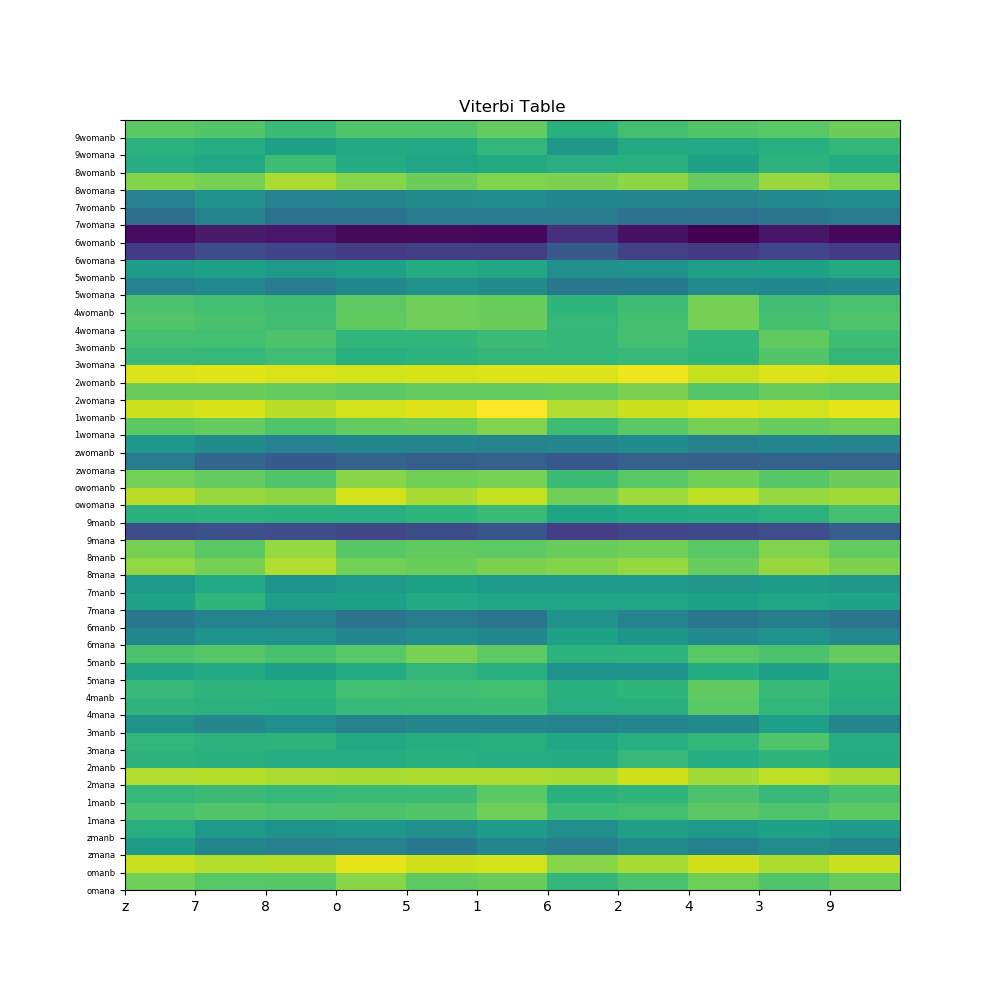 Viterbi Table
9womanb
9womana
8womanb
8womana
7womanb
7womana
6womanb
6womana
5womanb
5womana
4womanb
4womana
3womanb
3womana
2womanb
2womana
1womanb
1womana
zwomanb
zwomana
owomanb
owomana
9manb
9mana
8manb
8mana
7manb
7mana
6manb
6mana
5manb
5mana
4manb
4mana
3manb
3mana
2manb
2mana
1manb
1mana
zmanb
zmana
omanb
omana
z 7 8 o 5 1 6 2 4 3 9